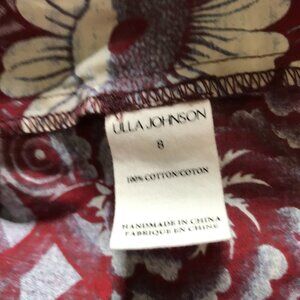 ULLA JOHNSON
8
100% COTTON/COTON
HANDMADE IN CHINA
FABRIQUE EN CHINE